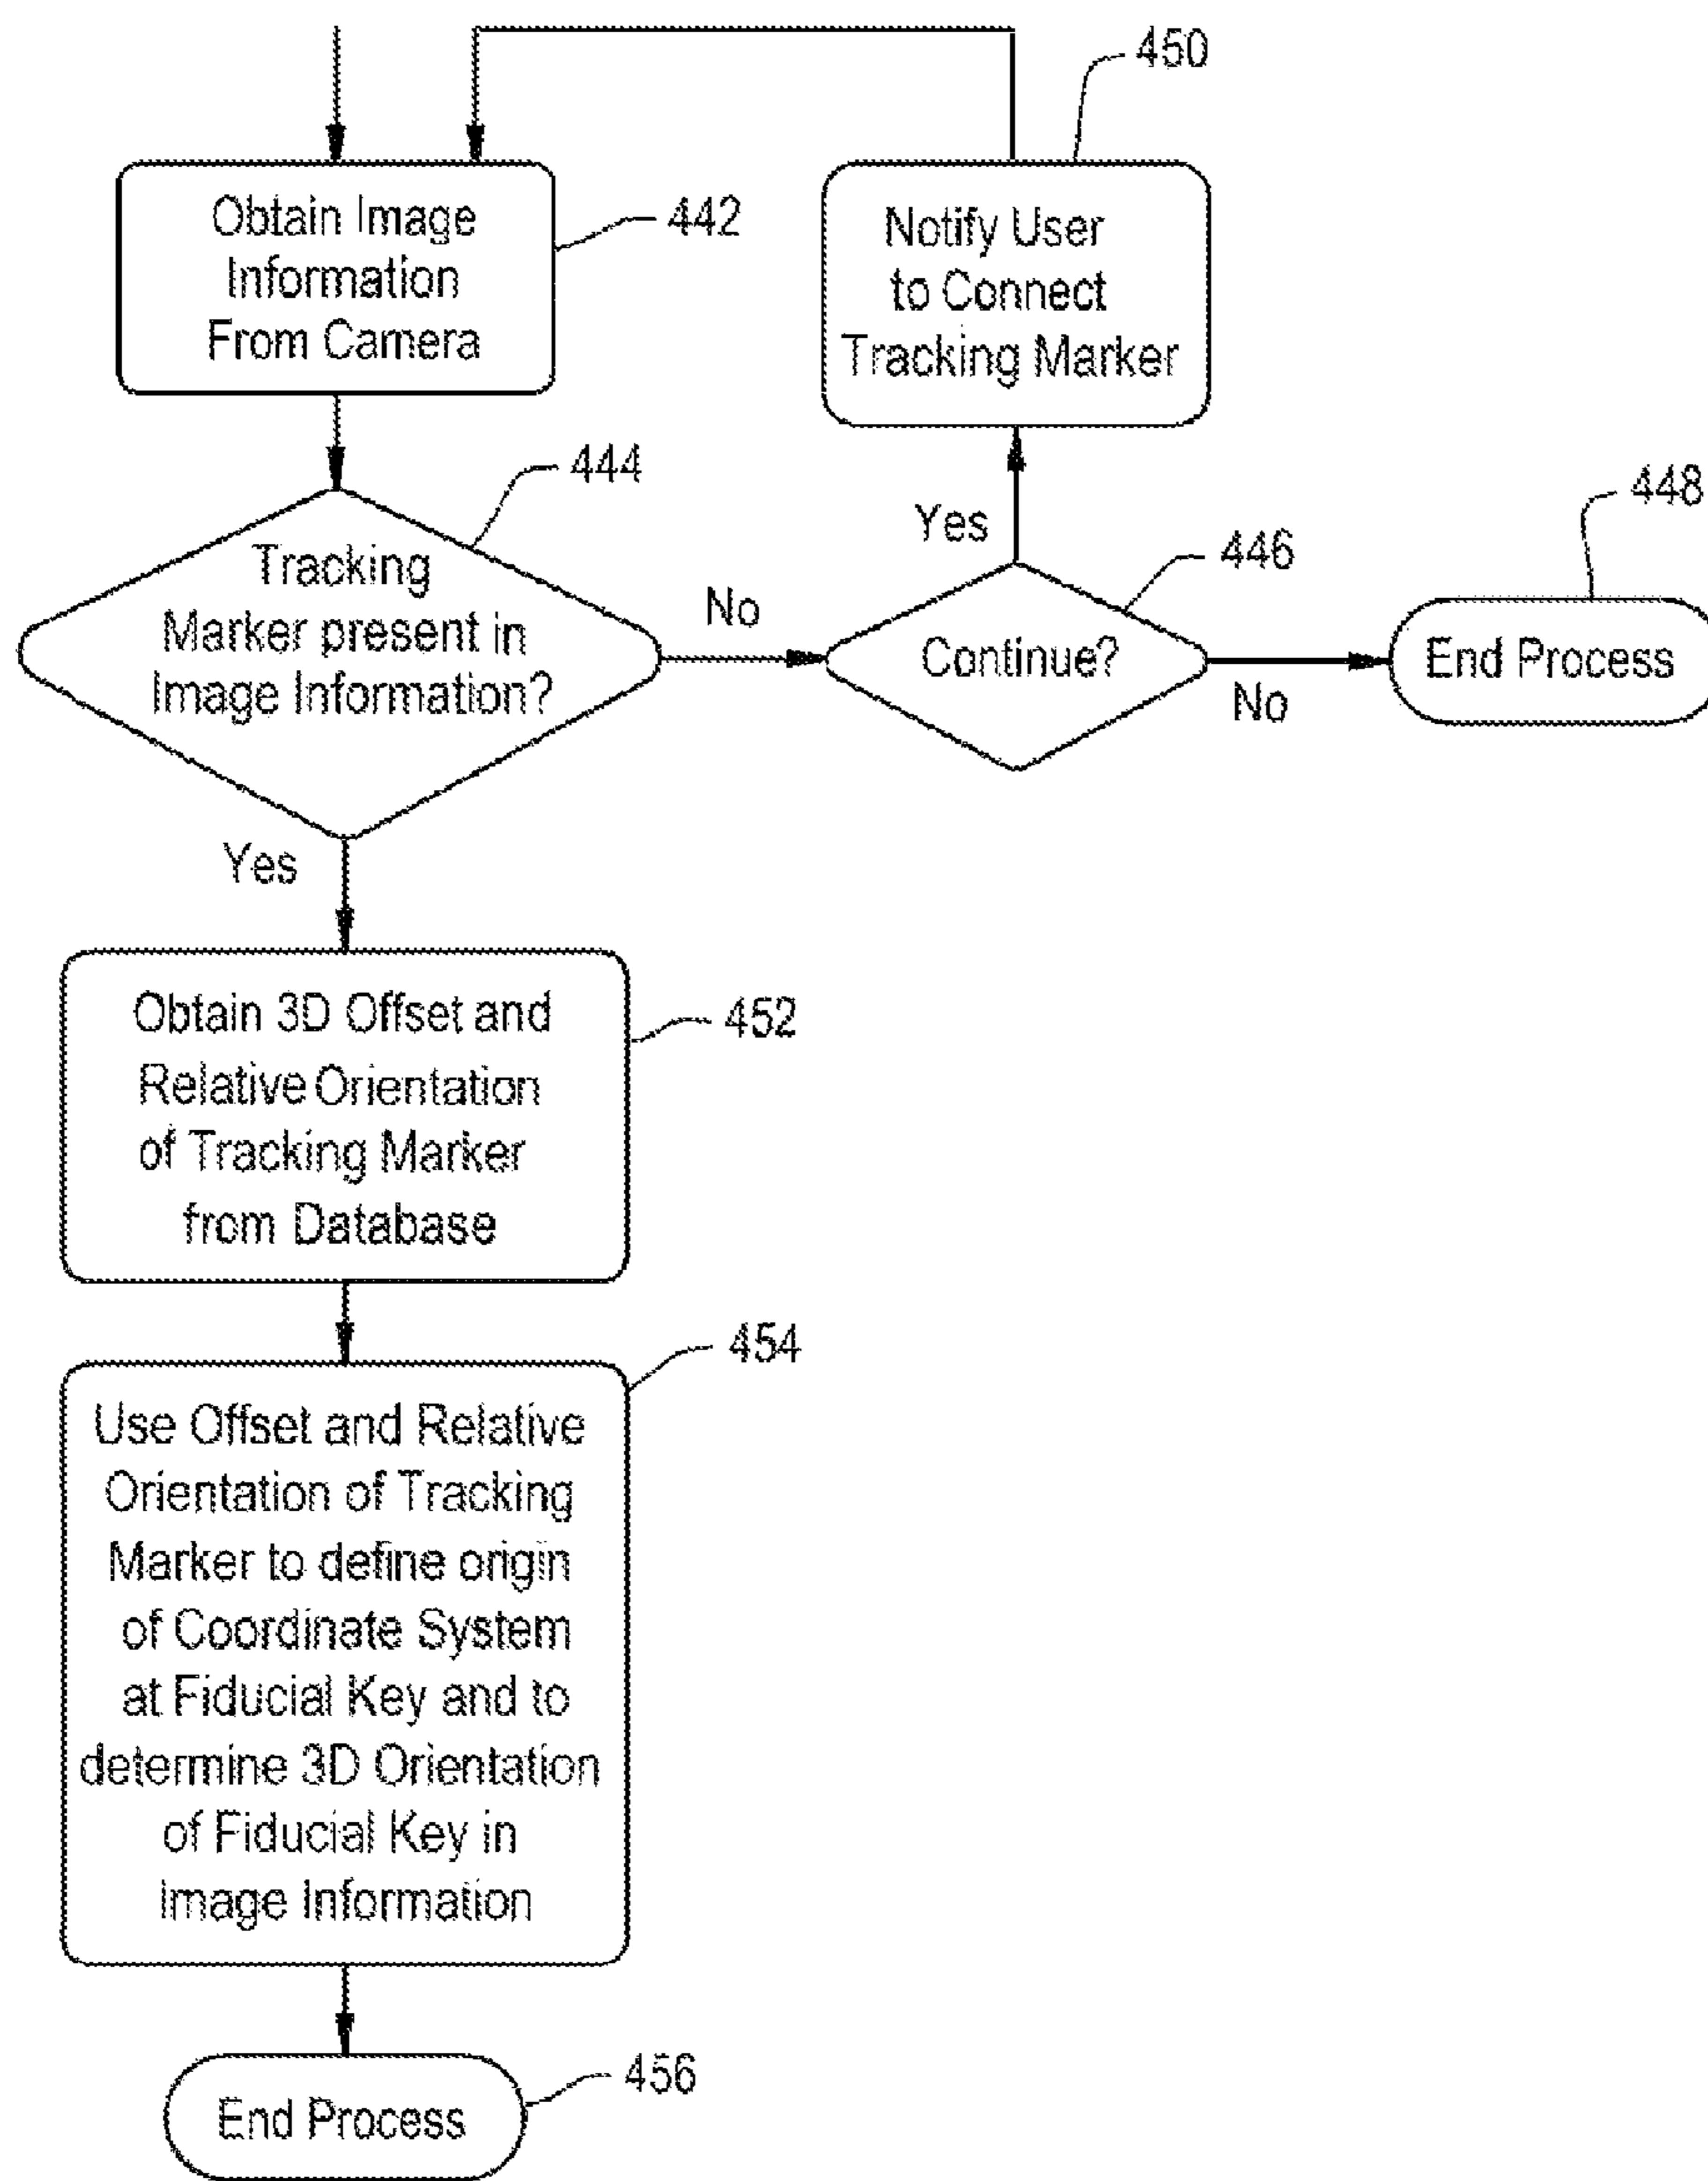 450
Obtain Image
Information
From Camera
442
Notify User
to Connect
Tracking Marker
444
Tracking
Marker present in
Image Information?
No
Yes
446
Continue?
No
448
End Process
Yes
Obtain 3D Offset and
Relative Orientation
of Tracking Marker
from Database
452
454
Use Offset and Relative
Orientation of Tracking
Marker to define origin
of Coordinate System
at Fiducial Key and to
determine 3D Orientation
of Fiducial Key in
Image Information
456
End Process